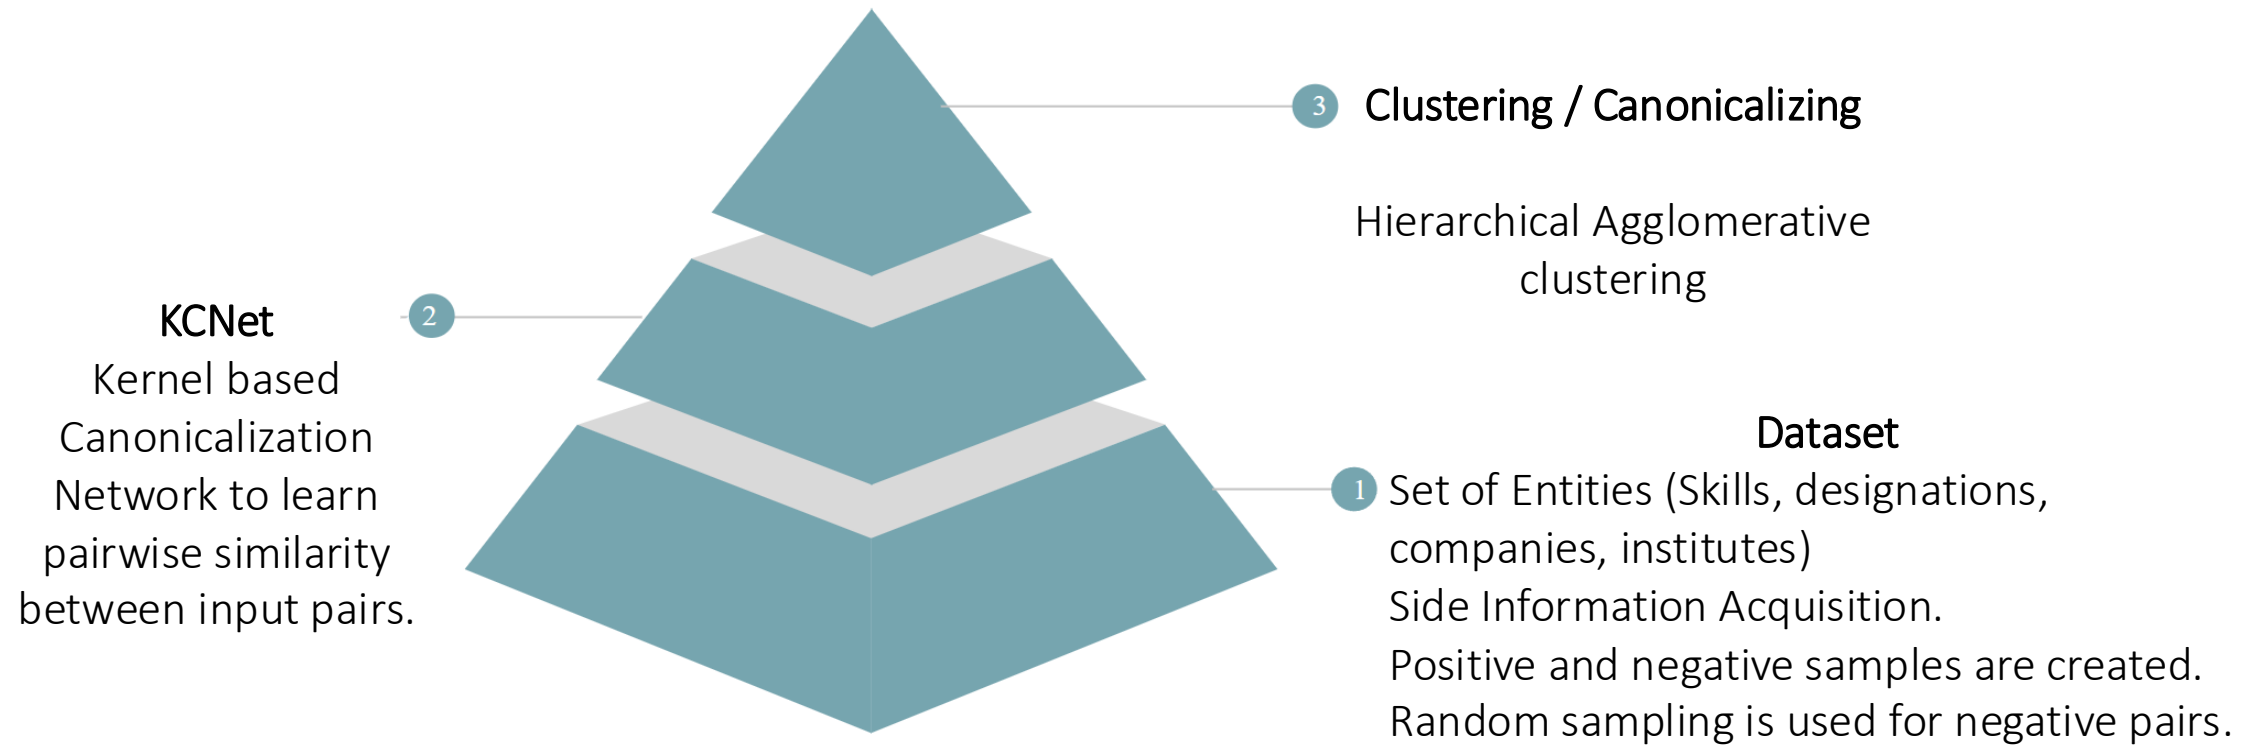 3
Clustering / Canonicalizing
Hierarchical Agglomerative
clustering
2
KCNet
Kernel based
Canonicalization
Network to learn
pairwise similarity
between input pairs.
Dataset
1
Set of Entities (Skills, designations,
companies, institutes)
Side Information Acquisition.
Positive and negative samples are created.
Random sampling is used for negative pairs.